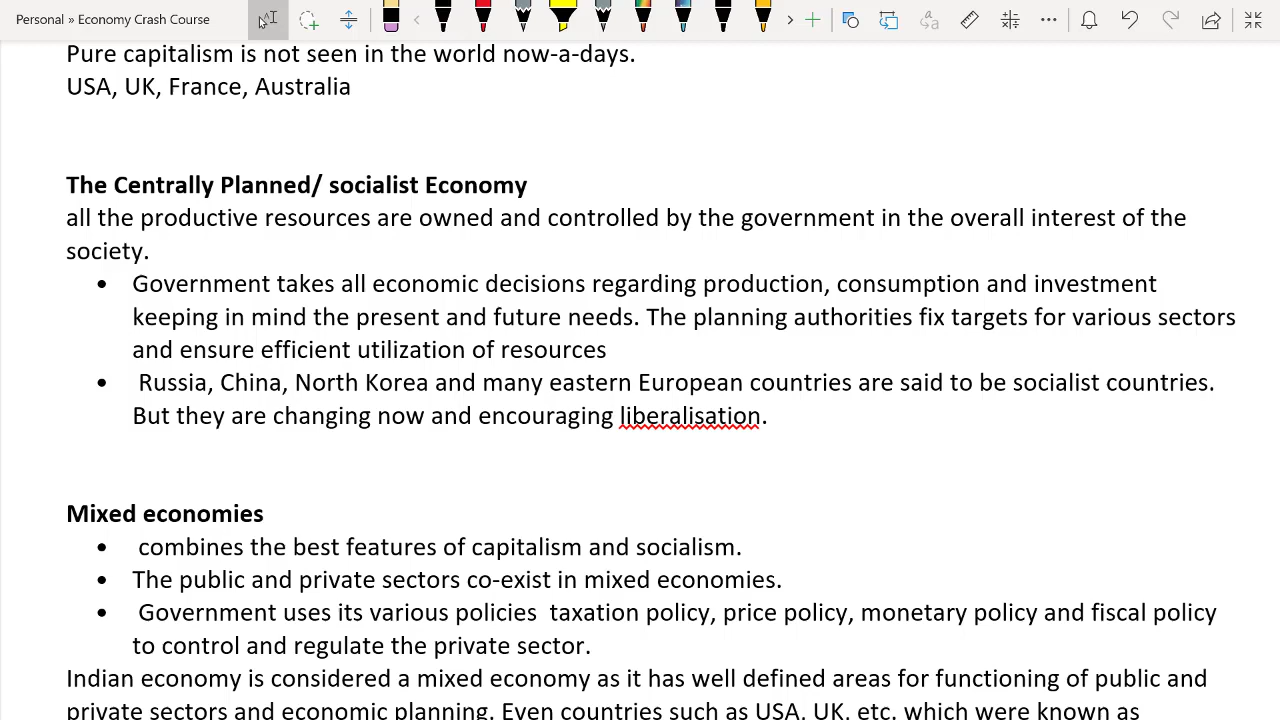 Personal » Economy Crash Course
Pure capitalism is not seen in the world now-a-days.
USA, UK, France, Australia
The Centrally Planned/ socialist Economy
all the productive resources are owned and controlled by the government in the overall interest of the
society.
• Government takes all economic decisions regarding production, consumption and investment
keeping in mind the present and future needs. The planning authorities fix targets for various sectors
and ensure efficient utilization of resources
• Russia, China, North Korea and many eastern European countries are said to be socialist countries.
But they are changing now and encouraging liberalisation.
Mixed economies
• combines the best features of capitalism and socialism.
• The public and private sectors co-exist in mixed economies.
• Government uses its various policies  taxation policy, price policy, monetary policy and fiscal policy
to control and regulate the private sector.
Indian economy is considered a mixed economy as it has well defined areas for functioning of public and
private sectors and economic planning. Even countries such as USA, UK, etc. which were known as